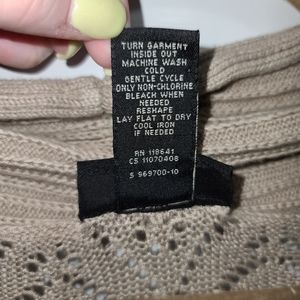 TURN GARMENT
INSIDE OUT
MACHINE WASH
COLD
GENTLE CYCLE
ONLY NON-CHLORINE
BLEACH WHEN
NEEDED
RESHAPE
LAY FLAT TO DRY
COOL IRON
IF NEEDED
RN 118641
CS 11070408
S 969700-10